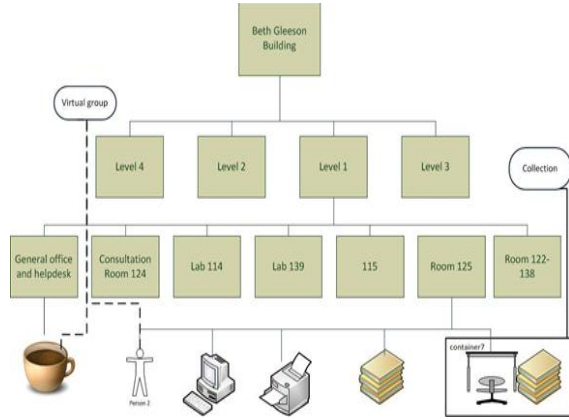 Beth Gleeson
Building
Virtual group
Level 4
Level 2
Level 1
Level 3
Collection
General office
and helpdesk
Consultation
Room 124
Lab 114
Lab 139
115
Room 125
Room 122-
138
container7
Person 2